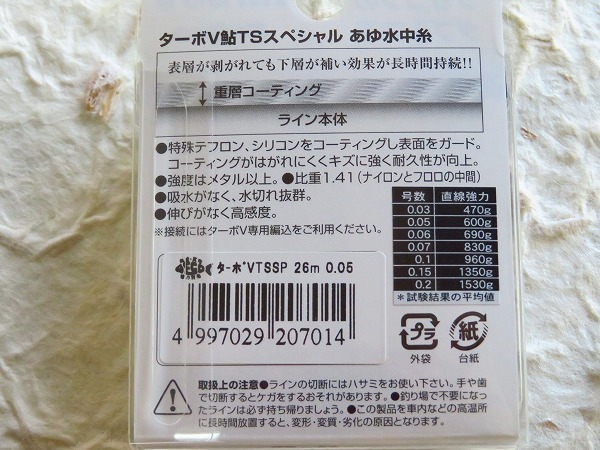 ターボV鮎TSスペシャル あゆ水中糸
表層が剥がれても下層が補い効果が長時間持続!!
重層コーティング
ライン本体
●特殊テフロン、シリコンをコーティングし表面をガード。
コーティングがはがれにくくキズに強く耐久性が向上。
●強度はメタル以上。●比重1.41(ナイロンとフロロの中間)
●吸水がなく、水切れ抜群。
●伸びがなく高感度。
※接続にはターボV専用編込をご利用ください。
号数 直線強力
0.03 470g
0.05 600g
0.06 690g
0.07 830g
0.1 960g
0.15 1350g
0.2 1530g
*試験結果の平均値
ターボVTSSP 26m 0.05
4 997029 207014
プラ
外袋
紙
台紙
取扱上の注意●ラインの切断にはハサミをお使い下さい。手や歯
で切断するとケガをするおそれがあります。●釣り場で不要になっ
たラインは必ず持ち帰りましょう。●この製品を車内などの高温所
に長時間放置すると、変形・変質・劣化の原因となります。